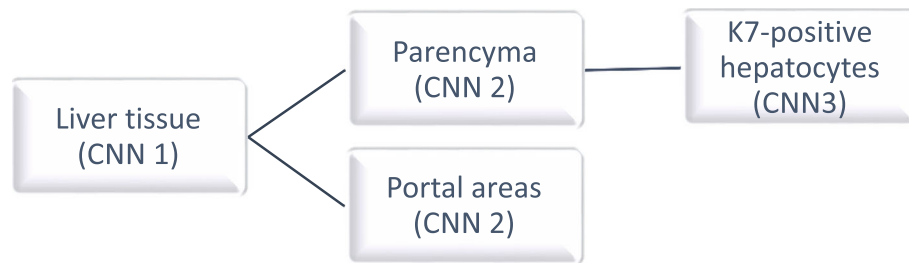 Liver tissue
(CNN 1)
Parencyma
(CNN 2)
Portal areas
(CNN 2)
K7-positive
hepatocytes
(CNN3)